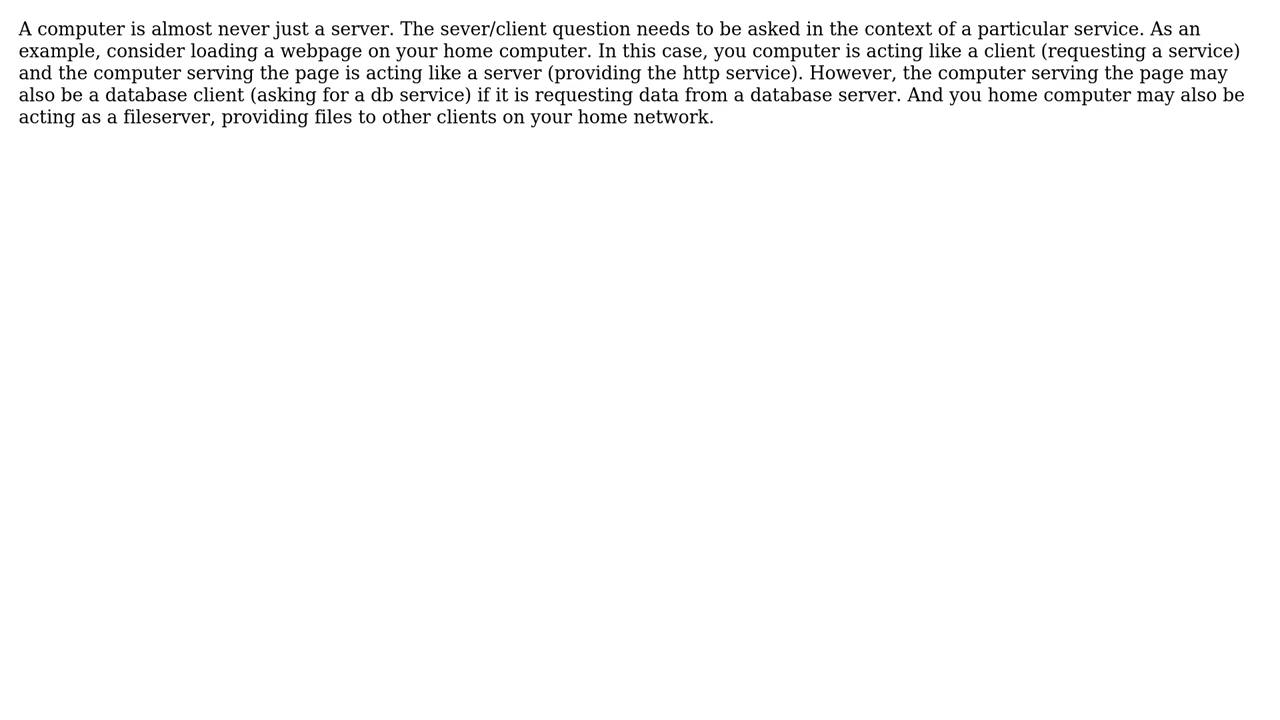 A computer is almost never just a server. The sever/client question needs to be asked in the context of a particular service. As an
example, consider loading a webpage on your home computer. In this case, you computer is acting like a client (requesting a service)
and the computer serving the page is acting like a server (providing the http service). However, the computer serving the page may
also be a database client (asking for a db service) if it is requesting data from a database server. And you home computer may also be
acting as a fileserver, providing files to other clients on your home network.